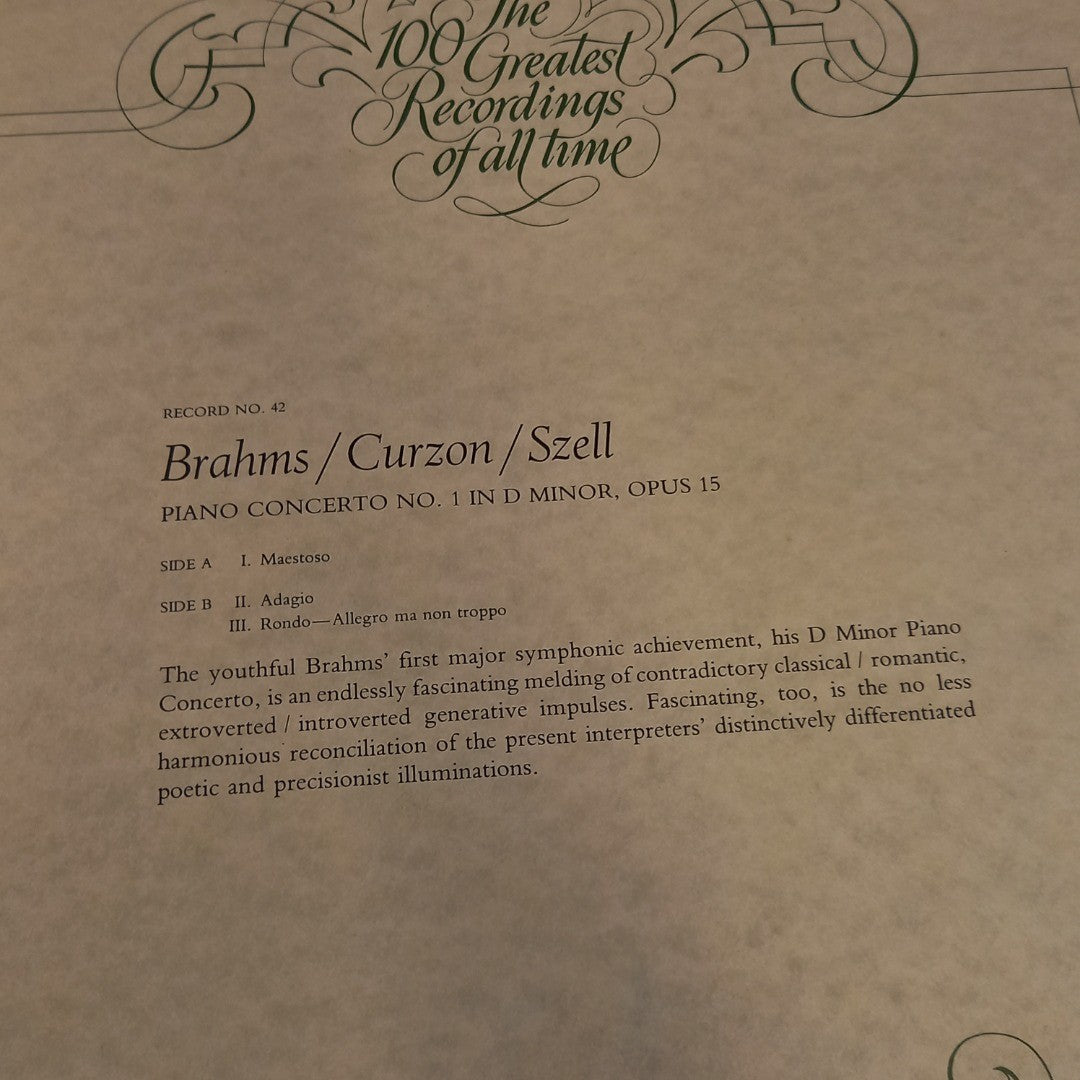 The
100 Greatest
Recordings
of all time
RECORD NO. 42
Brahms / Curzon / Szell
PIANO CONCERTO NO. 1 IN D MINOR, OPUS 15
SIDE A I. Maestoso
SIDE B II. Adagio
III. Rondo—Allegro ma non troppo
The youthful Brahms' first major symphonic achievement, his D Minor Piano
Concerto, is an endlessly fascinating melding of contradictory classical / romantic,
extroverted / introverted generative impulses. Fascinating, too, is the no less
harmonious reconciliation of the present interpreters' distinctively differentiated
poetic and precisionist illuminations.